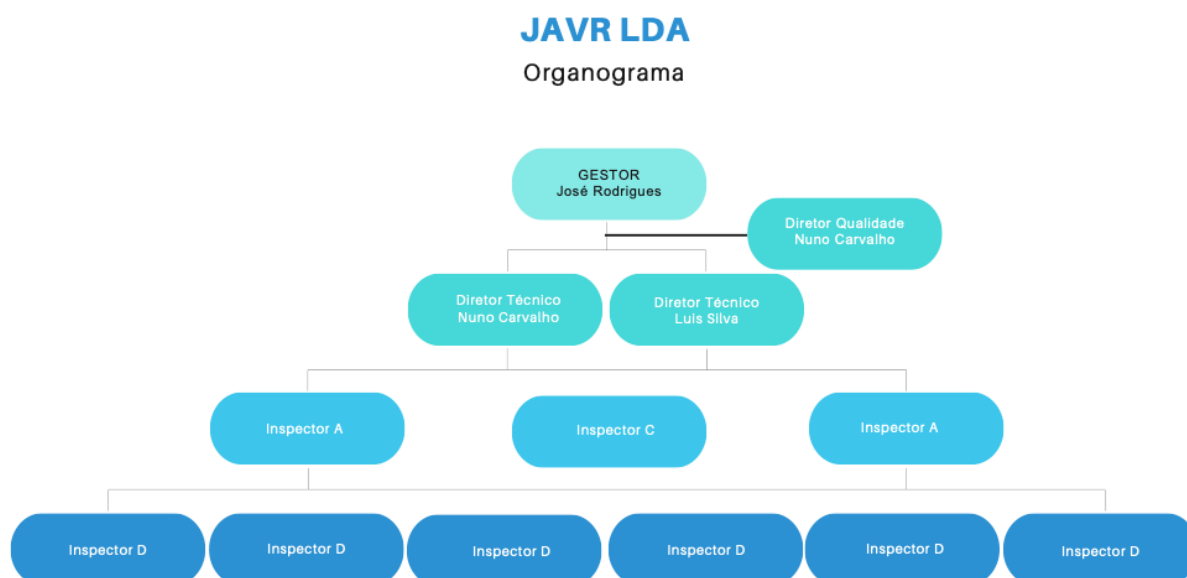 JAVR LDA
Organograma
GESTOR
José Rodrigues
Diretor Qualidade
Nuno Carvalho
Diretor Técnico
Nuno Carvalho
Diretor Técnico
Luis Silva
Inspector A
Inspector C
Inspector A
Inspector D
Inspector D
Inspector D
Inspector D
Inspector D
Inspector D